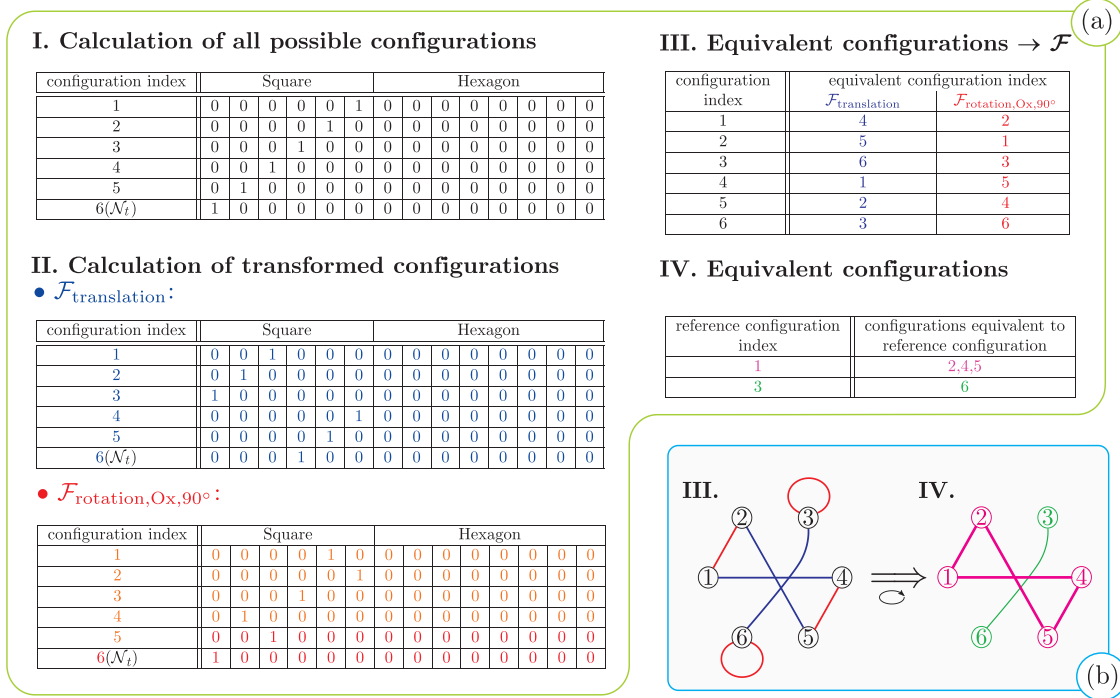 (a)
I. Calculation of all possible configurations
configuration index Square Hexagon
1 0 0 0 0 0 1 0 0 0 0 0 0 0 0
2 0 0 0 0 1 0 0 0 0 0 0 0 0 0
3 0 0 0 1 0 0 0 0 0 0 0 0 0 0
4 0 0 1 0 0 0 0 0 0 0 0 0 0 0
5 0 1 0 0 0 0 0 0 0 0 0 0 0 0
6(𝒩t) 1 0 0 0 0 0 0 0 0 0 0 0 0 0
II. Calculation of transformed configurations
• ℱtranslation:
configuration index Square Hexagon
1 0 0 1 0 0 0 0 0 0 0 0 0 0 0
2 0 1 0 0 0 0 0 0 0 0 0 0 0 0
3 1 0 0 0 0 0 0 0 0 0 0 0 0 0
4 0 0 0 0 0 1 0 0 0 0 0 0 0 0
5 0 0 0 0 1 0 0 0 0 0 0 0 0 0
6(𝒩t) 0 0 0 1 0 0 0 0 0 0 0 0 0 0
• ℱrotation,Ox,90°:
configuration index Square Hexagon
1 0 0 0 0 1 0 0 0 0 0 0 0 0 0
2 0 0 0 0 0 1 0 0 0 0 0 0 0 0
3 0 0 0 1 0 0 0 0 0 0 0 0 0 0
4 0 1 0 0 0 0 0 0 0 0 0 0 0 0
5 0 0 1 0 0 0 0 0 0 0 0 0 0 0
6(𝒩t) 1 0 0 0 0 0 0 0 0 0 0 0 0 0
III. Equivalent configurations → ℱ
configuration equivalent configuration index
index ℱtranslation ℱrotation,Ox,90°
1 4 2
2 5 1
3 6 3
4 1 5
5 2 4
6 3 6
IV. Equivalent configurations
reference configuration configurations equivalent to
index reference configuration
1 2,4,5
3 6
III. IV.
2 3 2 3
1 4 1 4
6 5 6 5
(b)